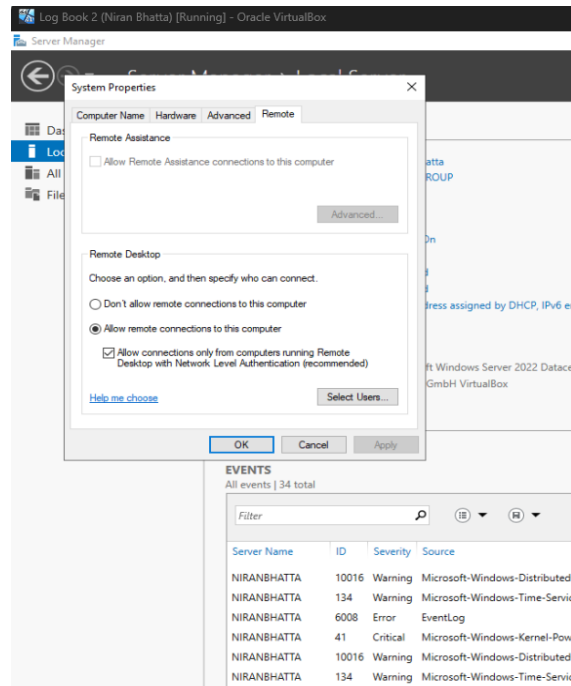 Log Book 2 (Niran Bhatta) [Running] - Oracle VirtualBox
Server Manager
System Properties
Computer Name Hardware Advanced Remote
Remote Assistance
Allow Remote Assistance connections to this computer
Advanced...
Remote Desktop
Choose an option, and then specify who can connect.
Don't allow remote connections to this computer
Allow remote connections to this computer
Allow connections only from computers running Remote
Desktop with Network Level Authentication (recommended)
Help me choose
Select Users...
OK Cancel Apply
Das
Loc
All
File
atta
ROUP
On
d
d
dress assigned by DHCP, IPv6 e
ft Windows Server 2022 Datace
GmbH VirtualBox
EVENTS
All events | 34 total
Filter
Server Name ID Severity Source
NIRANBHATTA 10016 Warning Microsoft-Windows-Distributed
NIRANBHATTA 134 Warning Microsoft-Windows-Time-Servic
NIRANBHATTA 6008 Error EventLog
NIRANBHATTA 41 Critical Microsoft-Windows-Kernel-Pow
NIRANBHATTA 10016 Warning Microsoft-Windows-Distributed
NIRANBHATTA 134 Warning Microsoft-Windows-Time-Servic